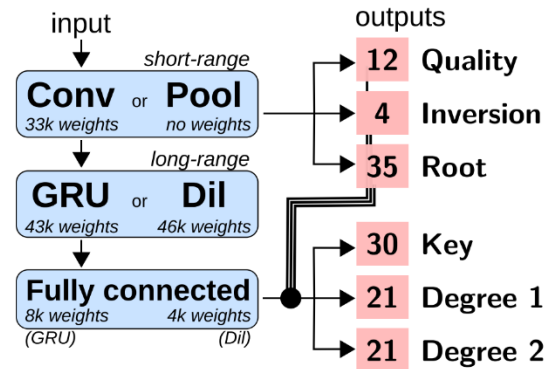 input
short-range
Conv or Pool
33k weights no weights
long-range
GRU or Dil
43k weights 46k weights
Fully connected
8k weights 4k weights
(GRU) (Dil)
outputs
12 Quality
4 Inversion
35 Root
30 Key
21 Degree 1
21 Degree 2